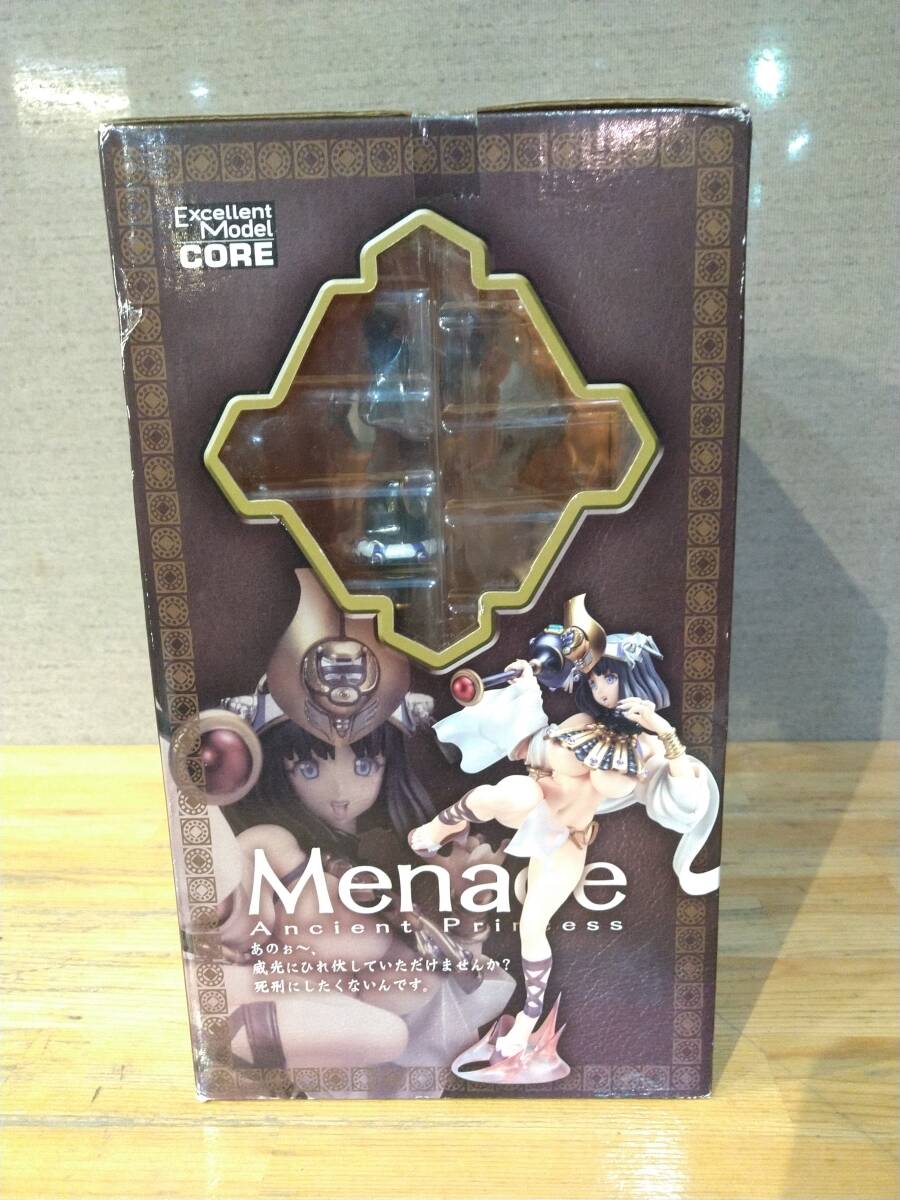 Excellent
Model
CORE
Menace
Ancient Princess
あのぉ〜、
威光にひれ伏していただけませんか?
死刑にしたくないんです。